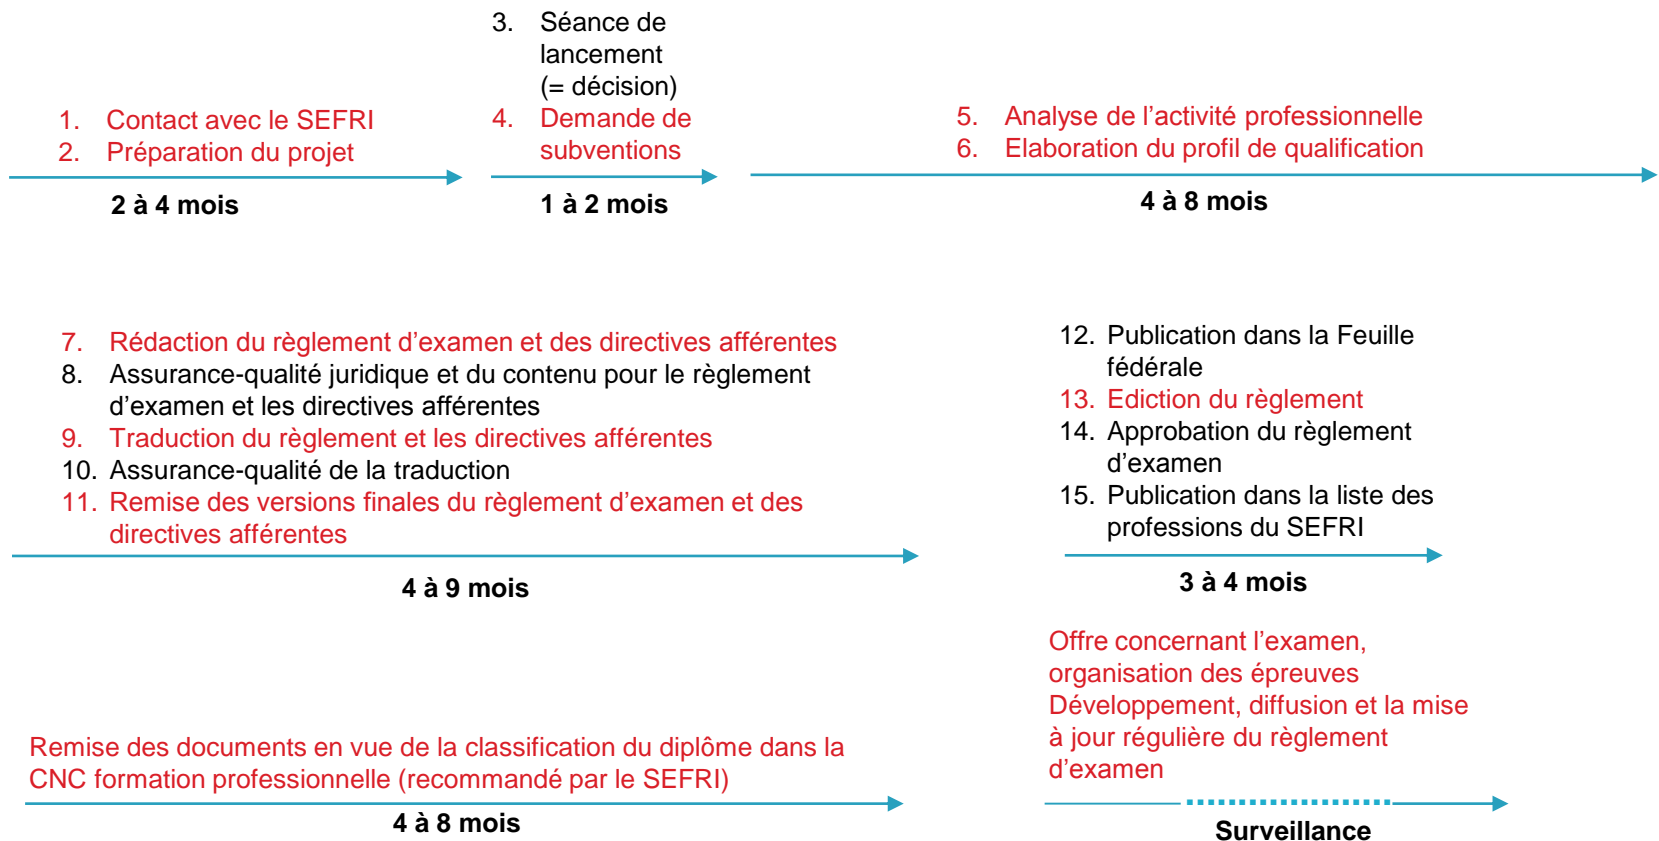 1. Contact avec le SEFRI
2. Préparation du projet
2 à 4 mois
3. Séance de
lancement
(= décision)
4. Demande de
subventions
1 à 2 mois
5. Analyse de l’activité professionnelle
6. Elaboration du profil de qualification
4 à 8 mois
7. Rédaction du règlement d’examen et des directives afférentes
8. Assurance-qualité juridique et du contenu pour le règlement
d’examen et les directives afférentes
9. Traduction du règlement et les directives afférentes
10. Assurance-qualité de la traduction
11. Remise des versions finales du règlement d’examen et des
directives afférentes
4 à 9 mois
12. Publication dans la Feuille
fédérale
13. Ediction du règlement
14. Approbation du règlement
d’examen
15. Publication dans la liste des
professions du SEFRI
3 à 4 mois
Remise des documents en vue de la classification du diplôme dans la
CNC formation professionnelle (recommandé par le SEFRI)
4 à 8 mois
Offre concernant l’examen,
organisation des épreuves
Développement, diffusion et la mise
à jour régulière du règlement
d’examen
Surveillance